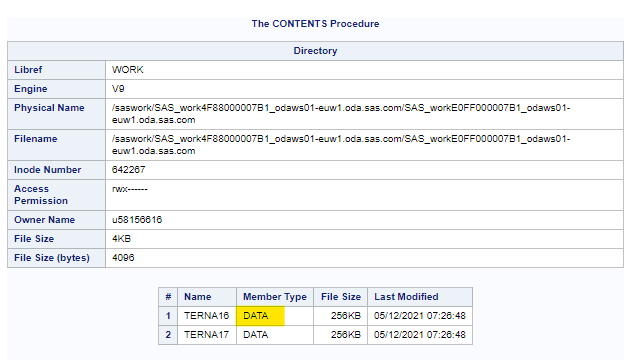 The CONTENTS Procedure
Directory
Libref WORK
Engine V9
Physical Name /saswork/SAS_work4F88000007B1_odaws01-euw1.oda.sas.com/SAS_workE0FF000007B1_odaws01-
euw1.oda.sas.com
Filename /saswork/SAS_work4F88000007B1_odaws01-euw1.oda.sas.com/SAS_workE0FF000007B1_odaws01-
euw1.oda.sas.com
Inode Number 642267
Access
Permission rwx------
Owner Name u58156616
File Size 4KB
File Size (bytes) 4096
# Name Member Type File Size Last Modified
1 TERNA16 DATA 256KB 05/12/2021 07:26:48
2 TERNA17 DATA 256KB 05/12/2021 07:26:48